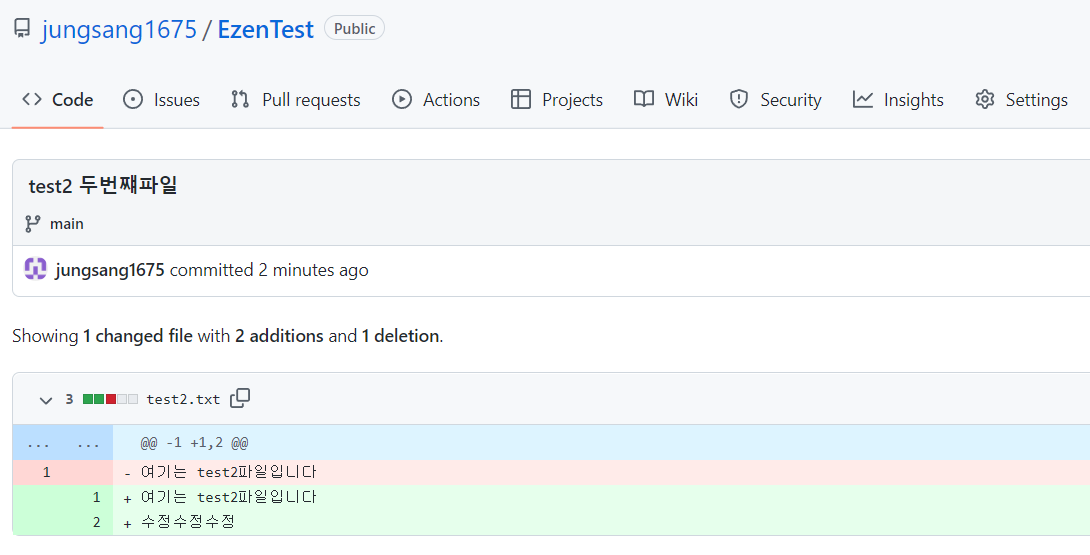 jungsang1675 / EzenTest Public
Code Issues Pull requests Actions Projects Wiki Security Insights Settings
test2 두번쨰파일
main
jungsang1675 committed 2 minutes ago
Showing 1 changed file with 2 additions and 1 deletion.
3 test2.txt
... ... @@ -1 +1,2 @@
1 - 여기는 test2파일입니다
1 + 여기는 test2파일입니다
2 + 수정수정수정